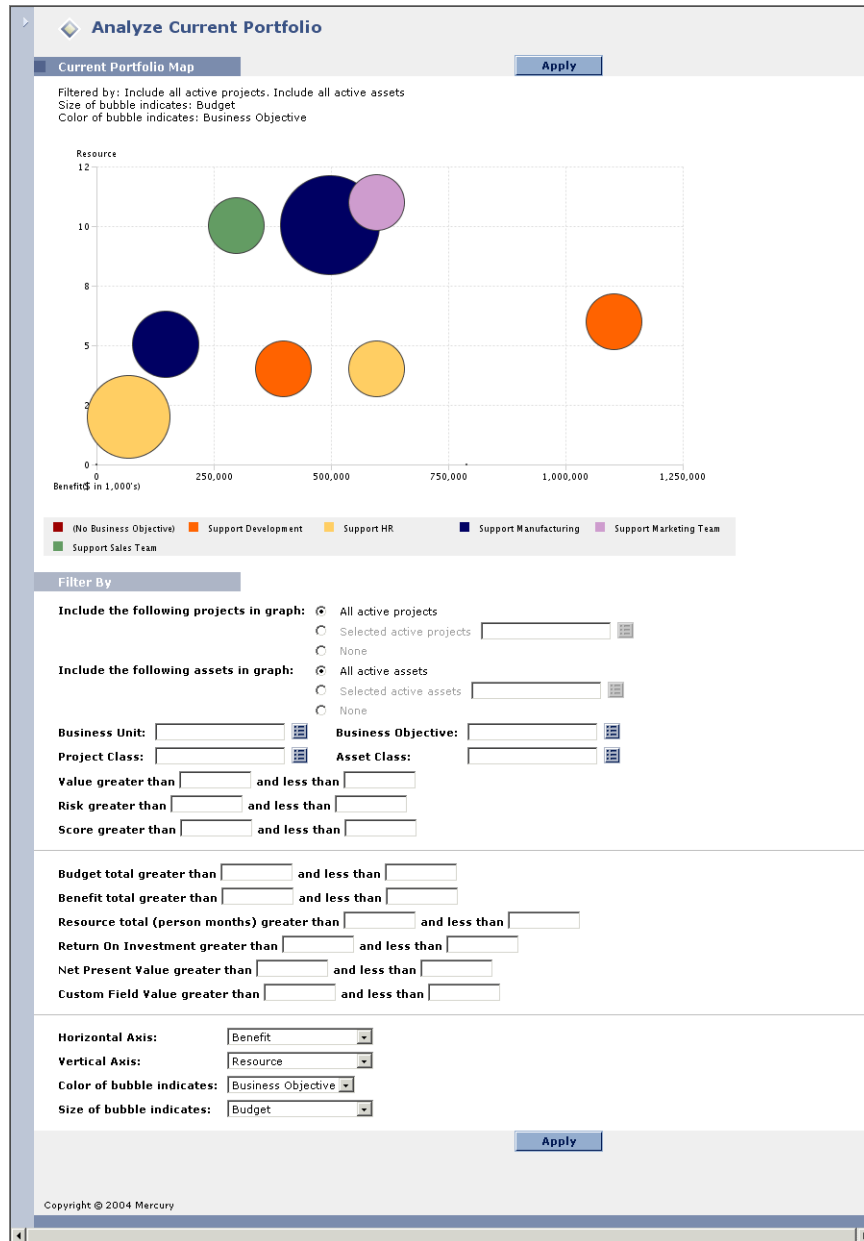 Analyze Current Portfolio
Current Portfolio Map
Apply
Filtered by: Include all active projects. Include all active assets
Size of bubble indicates: Budget
Color of bubble indicates: Business Objective
Resource
12
10
8
5
2
0
0 250,000 500,000 750,000 1,000,000 1,250,000
Benefit($ in 1,000's)
(No Business Objective) Support Development Support HR Support Manufacturing Support Marketing Team
Support Sales Team
Filter By
Include the following projects in graph: All active projects
Selected active projects
None
Include the following assets in graph: All active assets
Selected active assets
None
Business Unit: Business Objective:
Project Class: Asset Class:
Value greater than and less than
Risk greater than and less than
Score greater than and less than
Budget total greater than and less than
Benefit total greater than and less than
Resource total (person months) greater than and less than
Return On Investment greater than and less than
Net Present Value greater than and less than
Custom Field Value greater than and less than
Horizontal Axis: Benefit
Vertical Axis: Resource
Color of bubble indicates: Business Objective
Size of bubble indicates: Budget
Apply
Copyright © 2004 Mercury